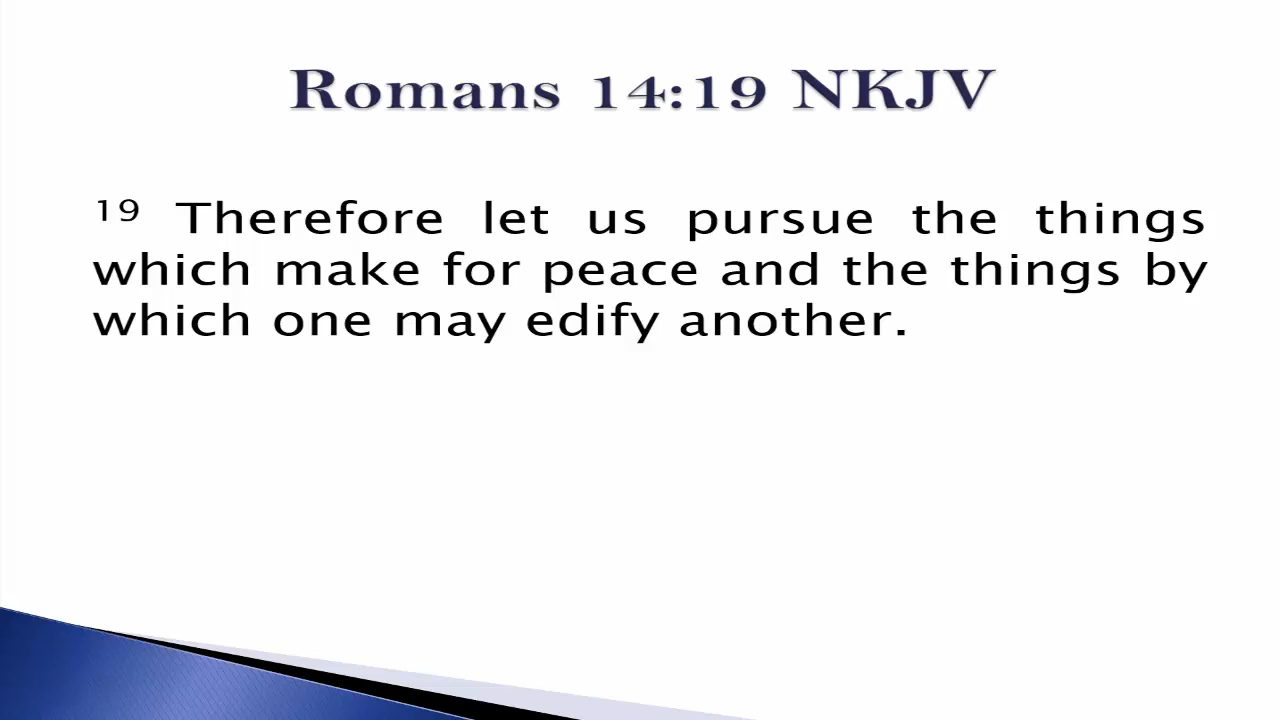 Romans 14:19 NKJV
19 Therefore let us pursue the things
which make for peace and the things by
which one may edify another.